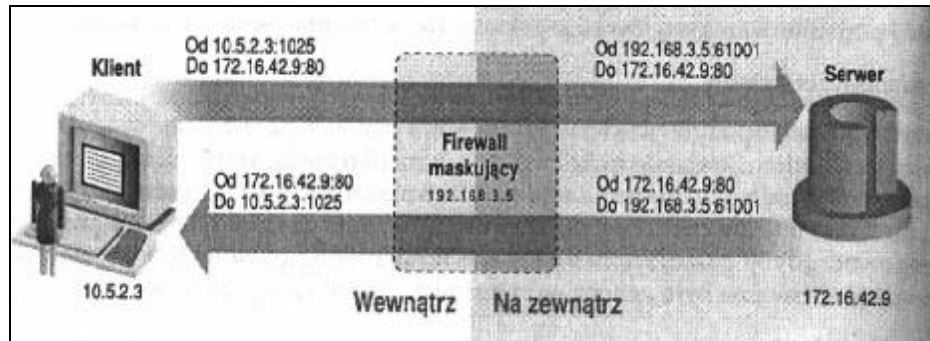 Od 10.5.2.3:1025
Do 172.16.42.9:80
Od 192.168.3.5:61001
Do 172.16.42.9:80
Klient
Serwer
Firewall
maskujący
192.168.3.5
Od 172.16.42.9:80
Do 10.5.2.3:1025
Od 172.16.42.9:80
Do 192.168.3.5:61001
10.5.2.3
172.16.42.9
Wewnątrz
Na zewnątrz